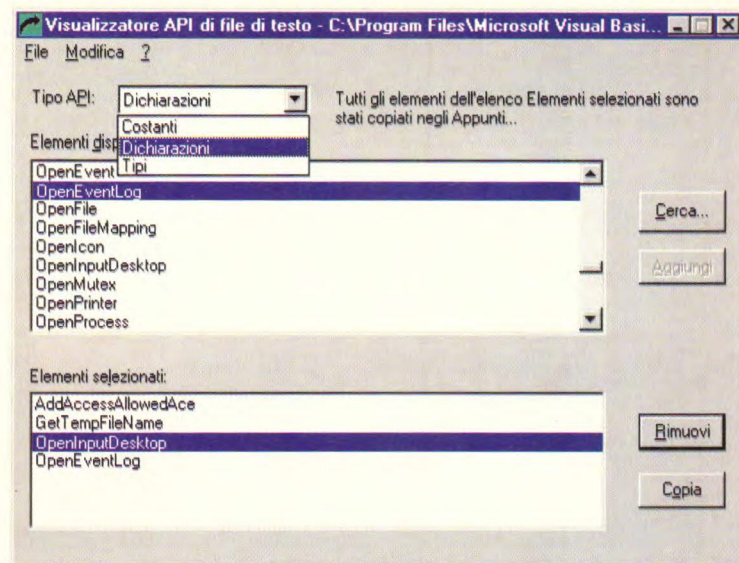 Visualizzatore API di file di testo - C:\Program Files\Microsoft Visual Basi...
File Modifica ?
Tipo API: Dichiarazioni
Tutti gli elementi dell'elenco Elementi selezionati sono
stati copiati negli Appunti...
Costanti
Dichiarazioni
Tipi
Elementi disp
OpenEvent
OpenEventLog
OpenFile
OpenFileMapping
OpenIcon
OpenInputDesktop
OpenMutex
OpenPrinter
OpenProcess
Cerca...
Aggiungi
Elementi selezionati:
AddAccessAllowedAce
GetTempFileName
OpenInputDesktop
OpenEventLog
Rimuovi
Copia